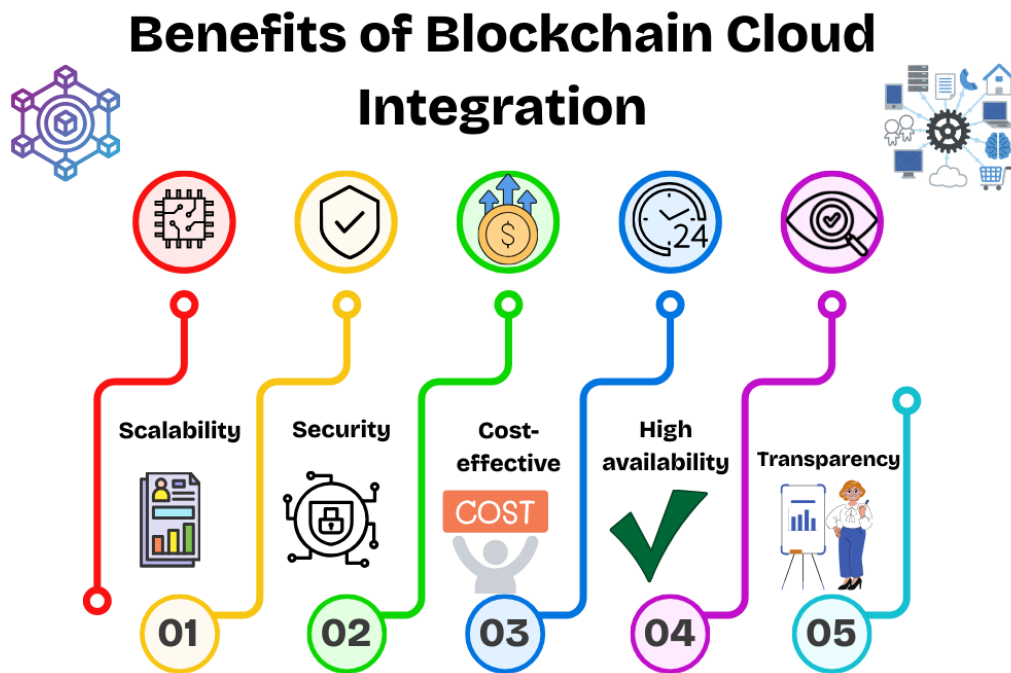 Benefits of Blockchain Cloud
Integration
24
$
Scalability
Security
Cost-
effective
High
availability
Transparency
COST
01
02
03
04
05